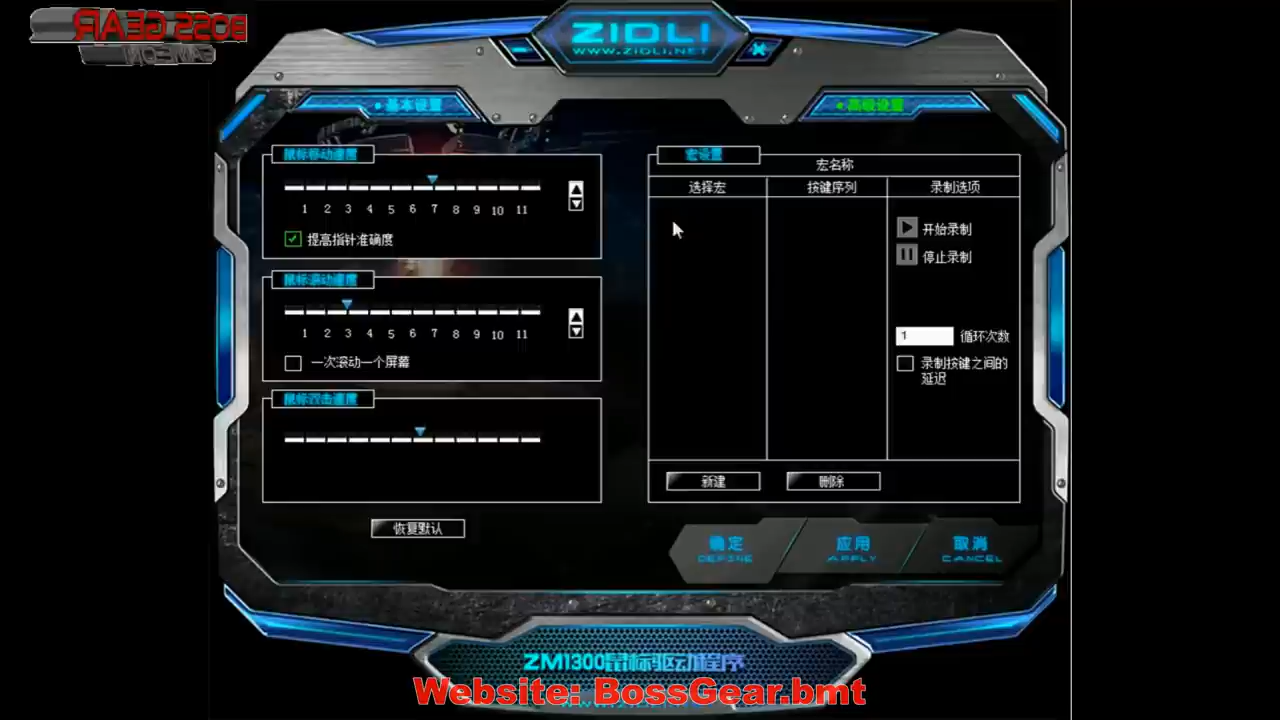 BOSS GEAR
ZIDLI
WWW.ZIDLI.NET
基本设置
高级设置
鼠标移动速度
1 2 3 4 5 6 7 8 9 10 11
提高指针准确度
鼠标滚动速度
1 2 3 4 5 6 7 8 9 10 11
一次滚动一个屏幕
鼠标双击速度
恢复默认
宏设置
宏名称
选择宏 按键序列 录制选项
开始录制
停止录制
1 循环次数
录制按键之间的
延迟
新建 删除
确定 应用 取消
DEFINE APPLY CANCEL
ZM1300鼠标驱动程序
Website: BossGear.bmt